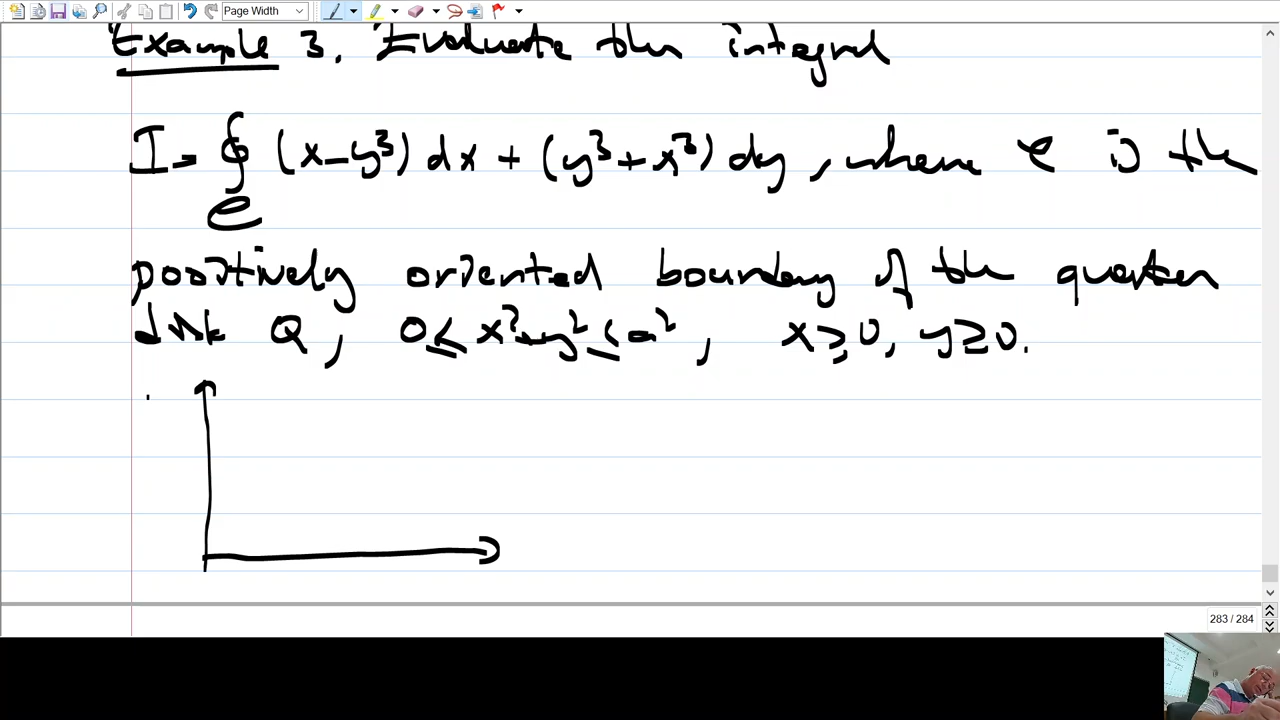 Page Width
Example 3. Evaluate the integral
I = ∮ (x-y³) dx + (y³+x³) dy, where C is the
C
positively oriented boundary of the quarter
disk Q, 0≤x²+y²≤a², x≥0, y≥0.
283 / 284